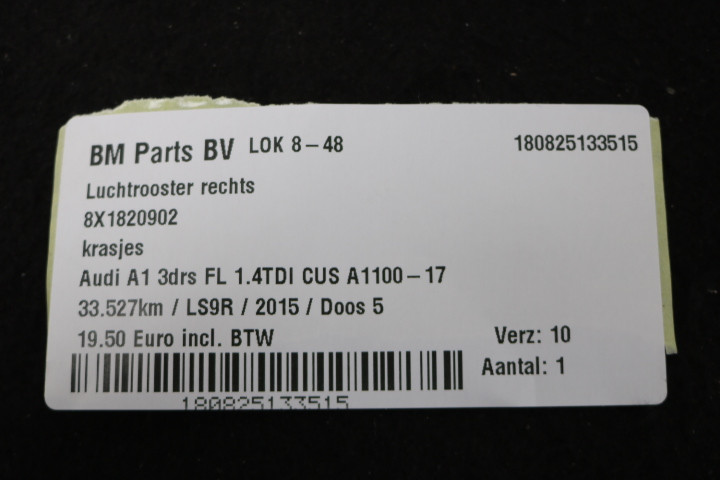 BM Parts BV LOK 8-48 180825133515
Luchtrooster rechts
8X1820902
krasjes
Audi A1 3drs FL 1.4TDI CUS A1100-17
33.527km / LS9R / 2015 / Doos 5
19.50 Euro incl. BTW Verz: 10
Aantal: 1
180825133515